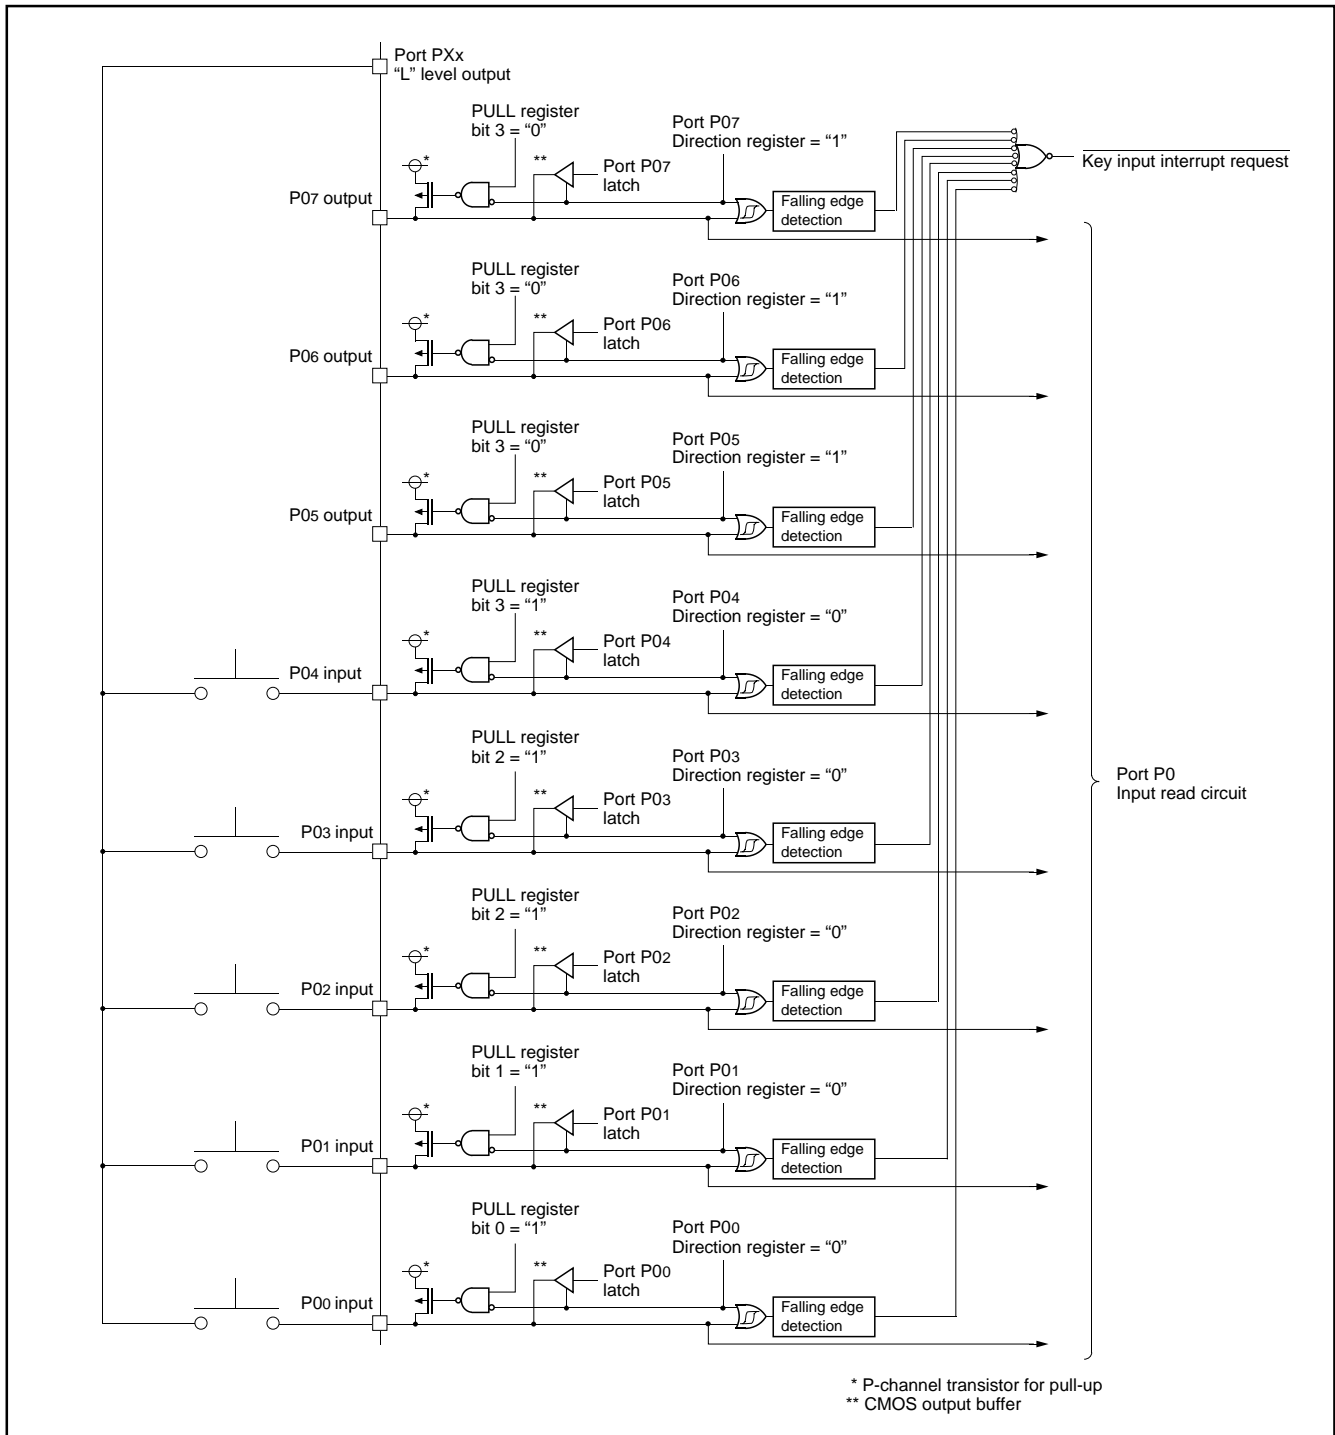 Port PXx
“L” level output
PULL register
bit 3 = “0”
Port P07
Direction register = “1”
*
**
Port P07
latch
P07 output
Falling edge
detection
Key input interrupt request
PULL register
bit 3 = “0”
Port P06
Direction register = “1”
*
**
Port P06
latch
P06 output
Falling edge
detection
PULL register
bit 3 = “0”
Port P05
Direction register = “1”
*
**
Port P05
latch
P05 output
Falling edge
detection
PULL register
bit 3 = “1”
Port P04
Direction register = “0”
*
**
Port P04
latch
P04 input
Falling edge
detection
PULL register
bit 2 = “1”
Port P03
Direction register = “0”
*
**
Port P03
latch
P03 input
Falling edge
detection
Port P0
Input read circuit
PULL register
bit 2 = “1”
Port P02
Direction register = “0”
*
**
Port P02
latch
P02 input
Falling edge
detection
PULL register
bit 1 = “1”
Port P01
Direction register = “0”
*
**
Port P01
latch
P01 input
Falling edge
detection
PULL register
bit 0 = “1”
Port P00
Direction register = “0”
*
**
Port P00
latch
P00 input
Falling edge
detection
* P-channel transistor for pull-up
** CMOS output buffer